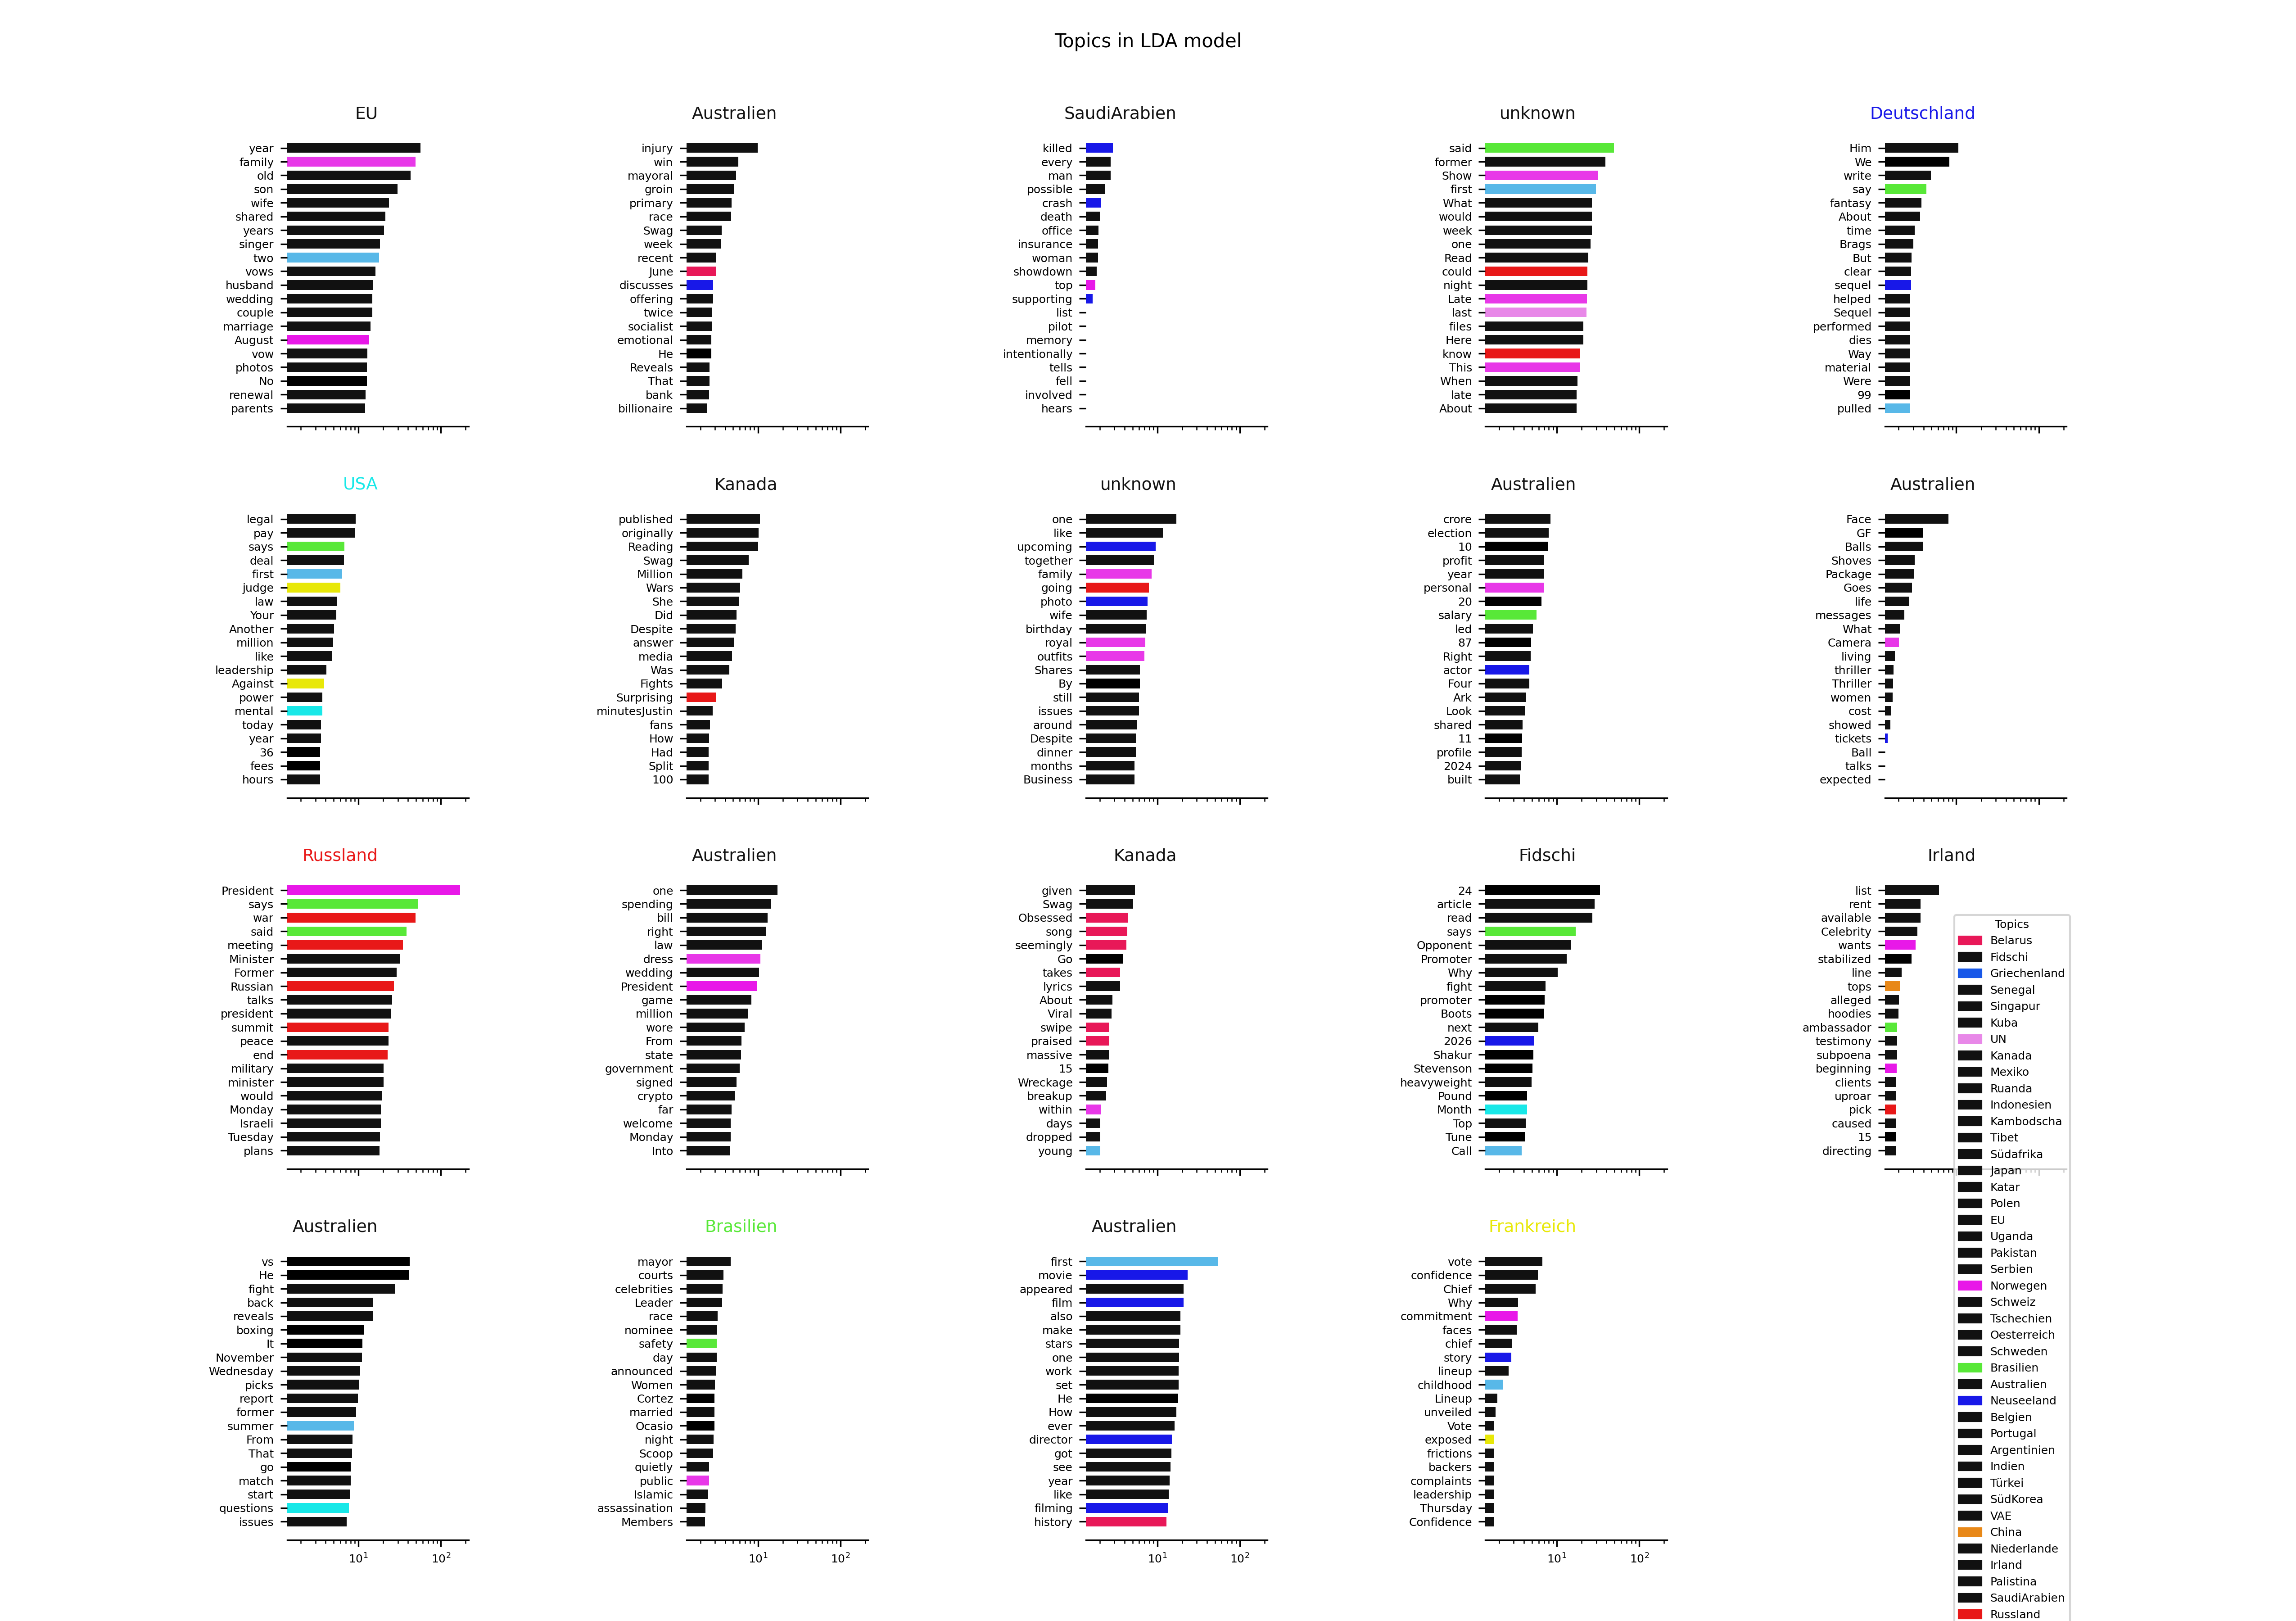 Topics in LDA model
EU
year
family
old
son
wife
shared
years
singer
two
vows
husband
wedding
couple
marriage
August
vow
photos
No
renewal
parents
Australien
injury
win
mayoral
groin
primary
race
Swag
week
recent
June
discusses
offering
twice
socialist
emotional
He
Reveals
That
bank
billionaire
SaudiArabien
killed
every
man
possible
crash
death
office
insurance
woman
showdown
top
supporting
list
pilot
memory
intentionally
tells
fell
involved
hears
unknown
said
former
Show
first
What
would
week
one
Read
could
night
Late
last
files
Here
know
This
When
late
About
Deutschland
Him
We
write
say
fantasy
About
time
Brags
But
clear
sequel
helped
Sequel
performed
dies
Way
material
Were
99
pulled
USA
legal
pay
says
deal
first
judge
law
Your
Another
million
like
leadership
Against
power
mental
today
year
36
fees
hours
Kanada
published
originally
Reading
Swag
Million
Wars
She
Did
Despite
answer
media
Was
Fights
Surprising
minutesJustin
fans
How
Had
Split
100
unknown
one
like
upcoming
together
family
going
photo
wife
birthday
royal
outfits
Shares
By
still
issues
around
Despite
dinner
months
Business
Australien
crore
election
10
profit
year
personal
20
salary
led
87
Right
actor
Four
Ark
Look
shared
11
profile
2024
built
Australien
Face
GF
Balls
Shoves
Package
Goes
life
messages
What
Camera
living
thriller
Thriller
women
cost
showed
tickets
Ball
talks
expected
Russland
President
says
war
said
meeting
Minister
Former
Russian
talks
president
summit
peace
end
military
minister
would
Monday
Israeli
Tuesday
plans
Australien
one
spending
bill
right
law
dress
wedding
President
game
million
wore
From
state
government
signed
crypto
far
welcome
Monday
Into
Kanada
given
Swag
Obsessed
song
seemingly
Go
takes
lyrics
About
Viral
swipe
praised
massive
15
Wreckage
breakup
within
days
dropped
young
Fidschi
24
article
read
says
Opponent
Promoter
Why
fight
promoter
Boots
next
2026
Shakur
Stevenson
heavyweight
Pound
Month
Top
Tune
Call
Irland
list
rent
available
Celebrity
wants
stabilized
line
tops
alleged
hoodies
ambassador
testimony
subpoena
beginning
clients
uproar
pick
caused
15
directing
Australien
vs
He
fight
back
reveals
boxing
It
November
Wednesday
picks
report
former
summer
From
That
go
match
start
questions
issues
10¹ 10²
Brasilien
mayor
courts
celebrities
Leader
race
nominee
safety
day
announced
Women
Cortez
married
Ocasio
night
Scoop
quietly
public
Islamic
assassination
Members
10¹ 10²
Australien
first
movie
appeared
film
also
make
stars
one
work
set
He
How
ever
director
got
see
year
like
filming
history
10¹ 10²
Frankreich
vote
confidence
Chief
Why
commitment
faces
chief
story
lineup
childhood
Lineup
unveiled
Vote
exposed
frictions
backers
complaints
leadership
Thursday
Confidence
10¹ 10²
Topics
Belarus
Fidschi
Griechenland
Senegal
Singapur
Kuba
UN
Kanada
Mexiko
Ruanda
Indonesien
Kambodscha
Tibet
Südafrika
Japan
Katar
Polen
EU
Uganda
Pakistan
Serbien
Norwegen
Schweiz
Tschechien
Oesterreich
Schweden
Brasilien
Australien
Neuseeland
Belgien
Portugal
Argentinien
Indien
Türkei
SüdKorea
VAE
China
Niederlande
Irland
Palistina
SaudiArabien
Russland